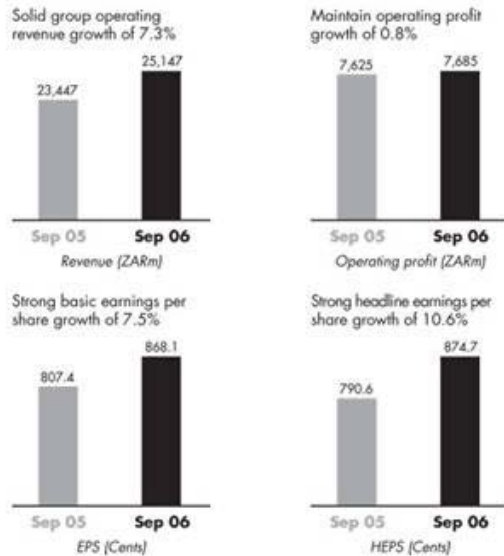 Solid group operating
revenue growth of 7.3%
25,147
23,447
Sep 05 Sep 06
Revenue (ZARm)
Maintain operating profit
growth of 0.8%
7,625 7,685
Sep 05 Sep 06
Operating profit (ZARm)
Strong basic earnings per
share growth of 7.5%
868.1
807.4
Sep 05 Sep 06
EPS (Cents)
Strong headline earnings per
share growth of 10.6%
874.7
790.6
Sep 05 Sep 06
HEPS (Cents)